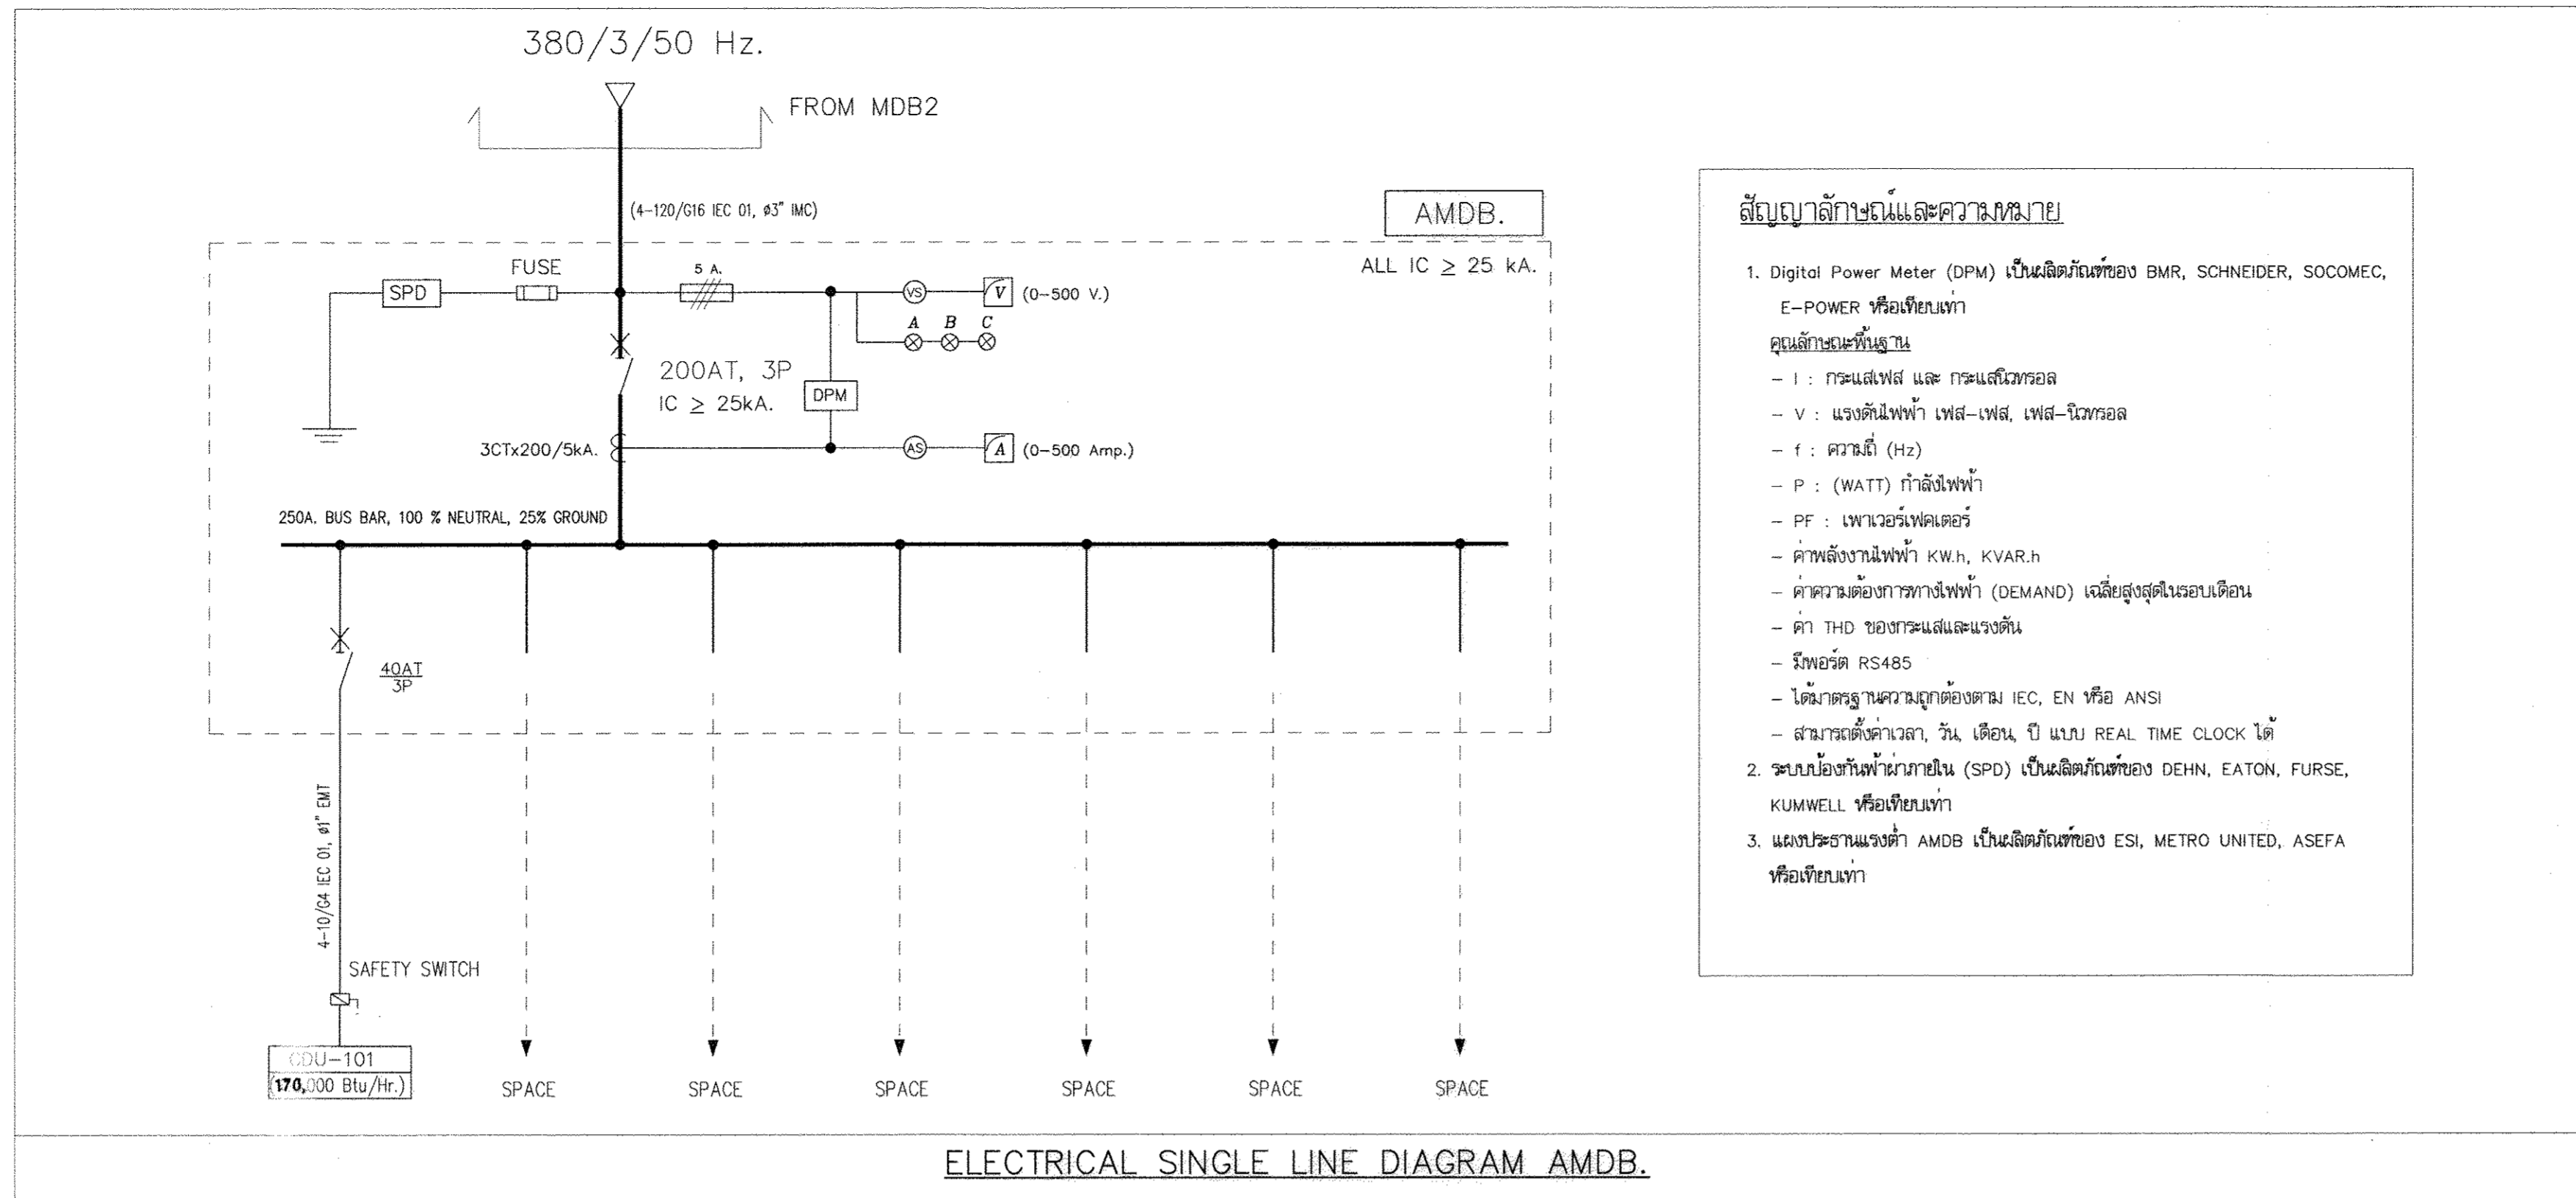 380/3/50 Hz.
FROM MDB2
(4-120/G16 IEC 01, ø3" IMC)
AMDB.
ALL IC ≥ 25 kA.
FUSE
5 A.
SPD
VS
V
(0-500 V.)
A B C
200AT, 3P
IC ≥ 25kA.
DPM
3CTx200/5kA.
AS
A
(0-500 Amp.)
250A. BUS BAR, 100 % NEUTRAL, 25% GROUND
40AT
3P
4-10/G4 IEC 01, ø1" EMT
SAFETY SWITCH
CDU-101
(170,000 Btu/Hr.)
SPACE
SPACE
SPACE
SPACE
SPACE
SPACE
สัญญาลักษณ์และความหมาย
1. Digital Power Meter (DPM) เป็นผลิตภัณฑ์ของ BMR, SCHNEIDER, SOCOMEC,
E-POWER หรือเทียบเท่า
คุณลักษณะพื้นฐาน
- I : กระแสเฟส และ กระแสนิวทรอล
- V : แรงดันไฟฟ้า เฟส-เฟส, เฟส-นิวทรอล
- f : ความถี่ (Hz)
- P : (WATT) กำลังไฟฟ้า
- PF : เพาเวอร์เฟคเตอร์
- ค่าพลังงานไฟฟ้า KW.h, KVAR.h
- ค่าความต้องการทางไฟฟ้า (DEMAND) เฉลี่ยสูงสุดในรอบเดือน
- ค่า THD ของกระแสและแรงดัน
- มีพอร์ต RS485
- ได้มาตรฐานความถูกต้องตาม IEC, EN หรือ ANSI
- สามารถตั้งค่าเวลา, วัน, เดือน, ปี แบบ REAL TIME CLOCK ได้
2. ระบบป้องกันฟ้าผ่าภายใน (SPD) เป็นผลิตภัณฑ์ของ DEHN, EATON, FURSE,
KUMWELL หรือเทียบเท่า
3. แผงประธานแรงต่ำ AMDB เป็นผลิตภัณฑ์ของ ESI, METRO UNITED, ASEFA
หรือเทียบเท่า
ELECTRICAL SINGLE LINE DIAGRAM AMDB.